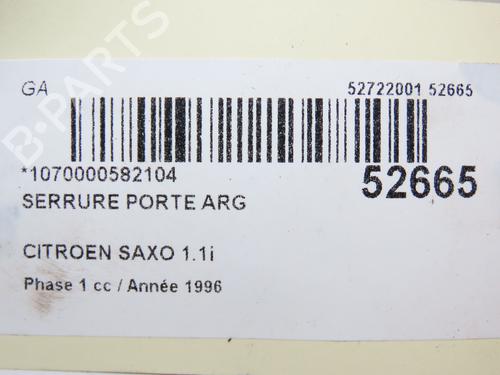 GA
52722001 52665
*1070000582104
52665
SERRURE PORTE ARG
CITROEN SAXO 1.1i
Phase 1 cc / Année 1996
B-PARTS